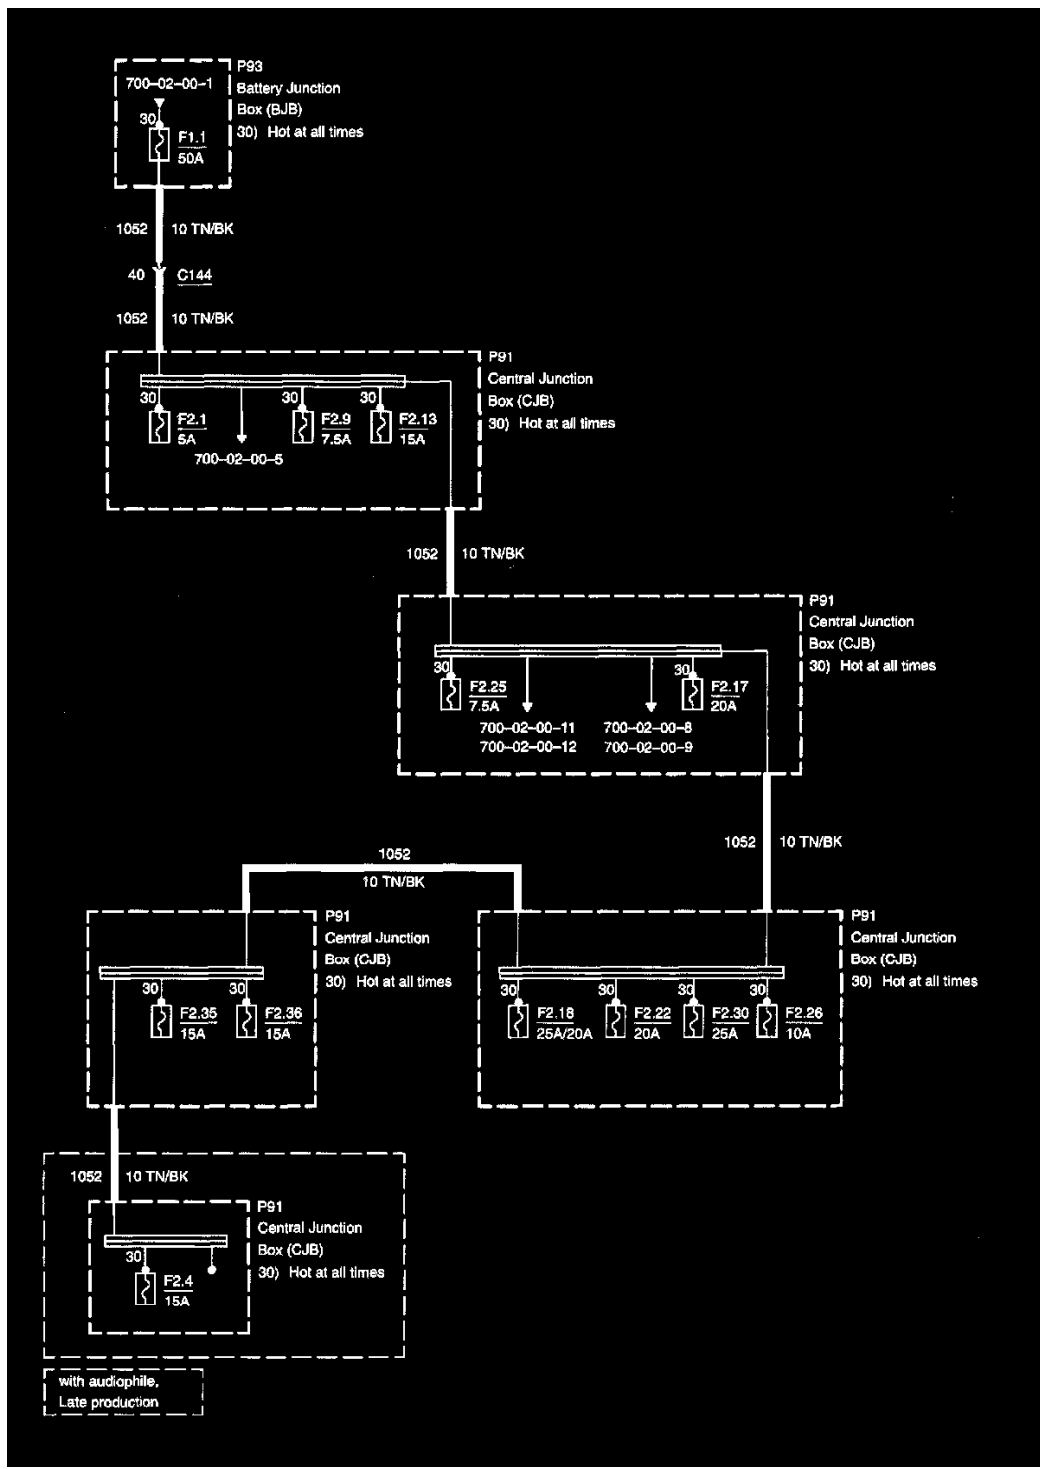 P93
700-02-00-1
Battery Junction
Box (BJB)
30
30) Hot at all times
F1.1
50A
1052 10 TN/BK
40 C144
1052 10 TN/BK
P91
Central Junction
Box (CJB)
30) Hot at all times
30
30
30
F2.1
5A
F2.9
7.5A
F2.13
15A
700-02-00-5
1052 10 TN/BK
P91
Central Junction
Box (CJB)
30) Hot at all times
30
30
F2.25
7.5A
F2.17
20A
700-02-00-11
700-02-00-12
700-02-00-8
700-02-00-9
1052 10 TN/BK
1052
10 TN/BK
P91
Central Junction
Box (CJB)
30) Hot at all times
30
30
F2.35
15A
F2.36
15A
P91
Central Junction
Box (CJB)
30) Hot at all times
30
30
30
30
F2.18
25A/20A
F2.22
20A
F2.30
25A
F2.26
10A
1052 10 TN/BK
P91
Central Junction
Box (CJB)
30) Hot at all times
30
F2.4
15A
with audiophile,
Late production